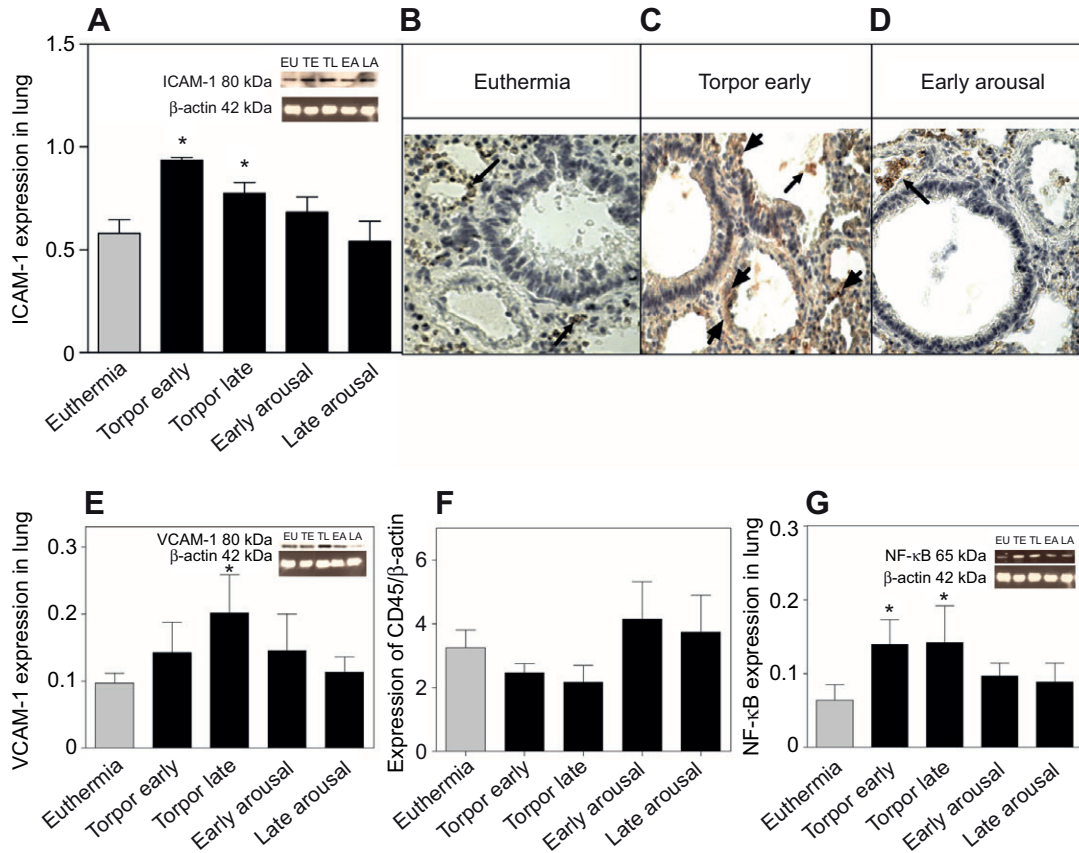 A
ICAM-1 expression in lung
1.5
1.0
0.5
0
EU TE TL EA LA
ICAM-1 80 kDa
β-actin 42 kDa
*
*
Euthermia
Torpor early
Torpor late
Early arousal
Late arousal
B
Euthermia
C
Torpor early
D
Early arousal
E
VCAM-1 expression in lung
0.3
0.2
0.1
0
EU TE TL EA LA
VCAM-1 80 kDa
β-actin 42 kDa
*
Euthermia
Torpor early
Torpor late
Early arousal
Late arousal
F
Expression of CD45/β-actin
6
4
2
0
Euthermia
Torpor early
Torpor late
Early arousal
Late arousal
G
NF-κB expression in lung
0.3
0.2
0.1
0
EU TE TL EA LA
NF-κB 65 kDa
β-actin 42 kDa
*
*
Euthermia
Torpor early
Torpor late
Early arousal
Late arousal